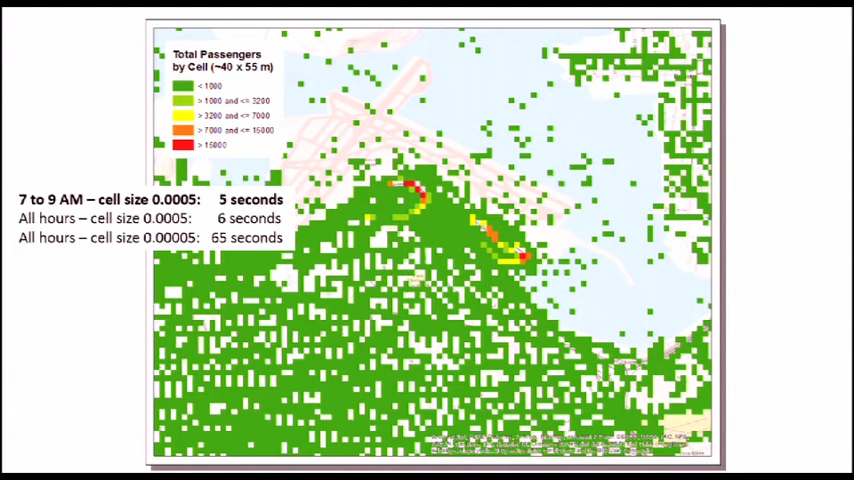 Total Passengers
by Cell (~40 x 55 m)
< 1000
> 1000 and <= 3200
> 3200 and <= 7000
> 7000 and <= 15000
> 15000
7 to 9 AM – cell size 0.0005: 5 seconds
All hours – cell size 0.0005: 6 seconds
All hours – cell size 0.00005: 65 seconds